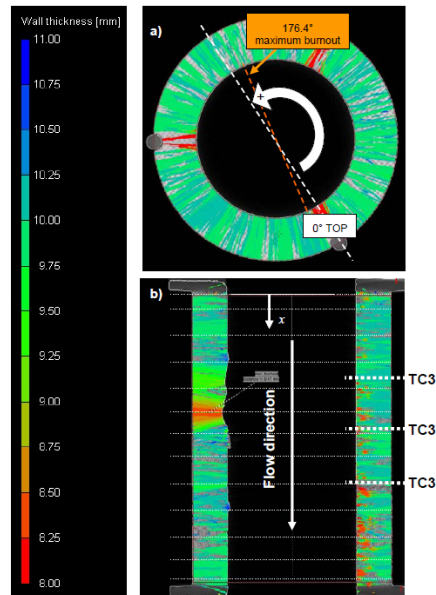 Wall thickness [mm]
11.00
10.75
10.50
10.25
10.00
9.75
9.50
9.25
9.00
8.75
8.50
8.25
8.00
a)
176.4°
maximum burnout
+
0° TOP
b)
x
Flow direction
TC3
TC3
TC3